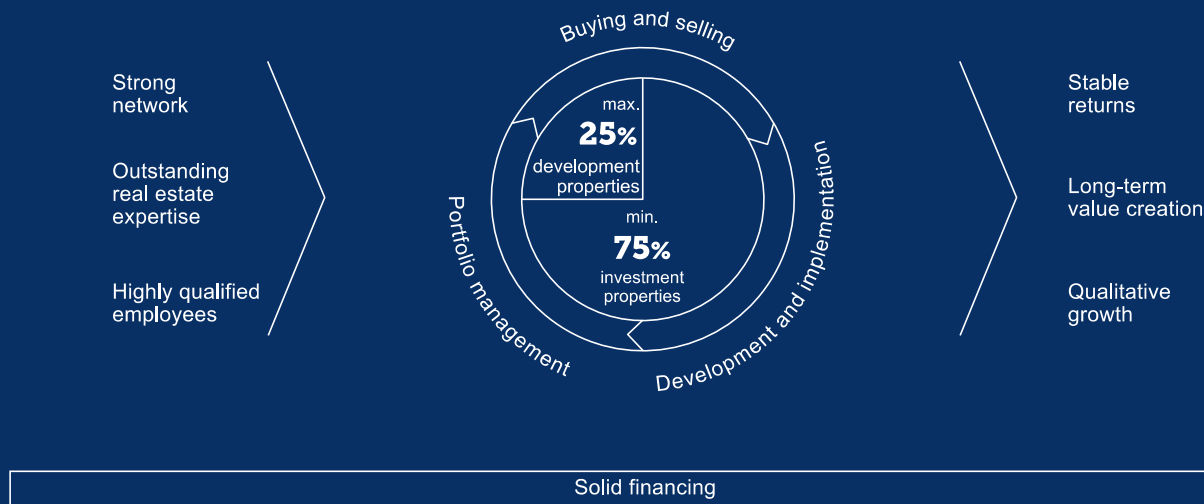 Strong
network
Outstanding
real estate
expertise
Highly qualified
employees
Buying and selling
max.
25%
development
properties
min.
75%
investment
properties
Portfolio management
Development and implementation
Stable
returns
Long-term
value creation
Qualitative
growth
Solid financing